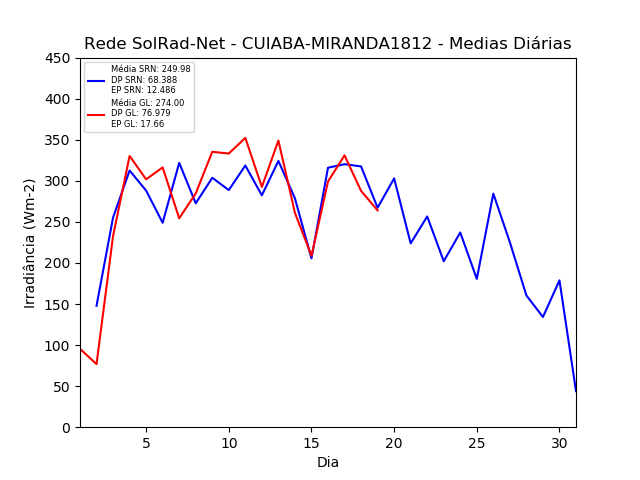 Rede SolRad-Net - CUIABA-MIRANDA1812 - Medias Diárias
Média SRN: 249.98
DP SRN: 68.388
EP SRN: 12.486
Média GL: 274.00
DP GL: 76.979
EP GL: 17.66
Irradiância (Wm-2)
450
400
350
300
250
200
150
100
50
0
5
10
15
20
25
30
Dia